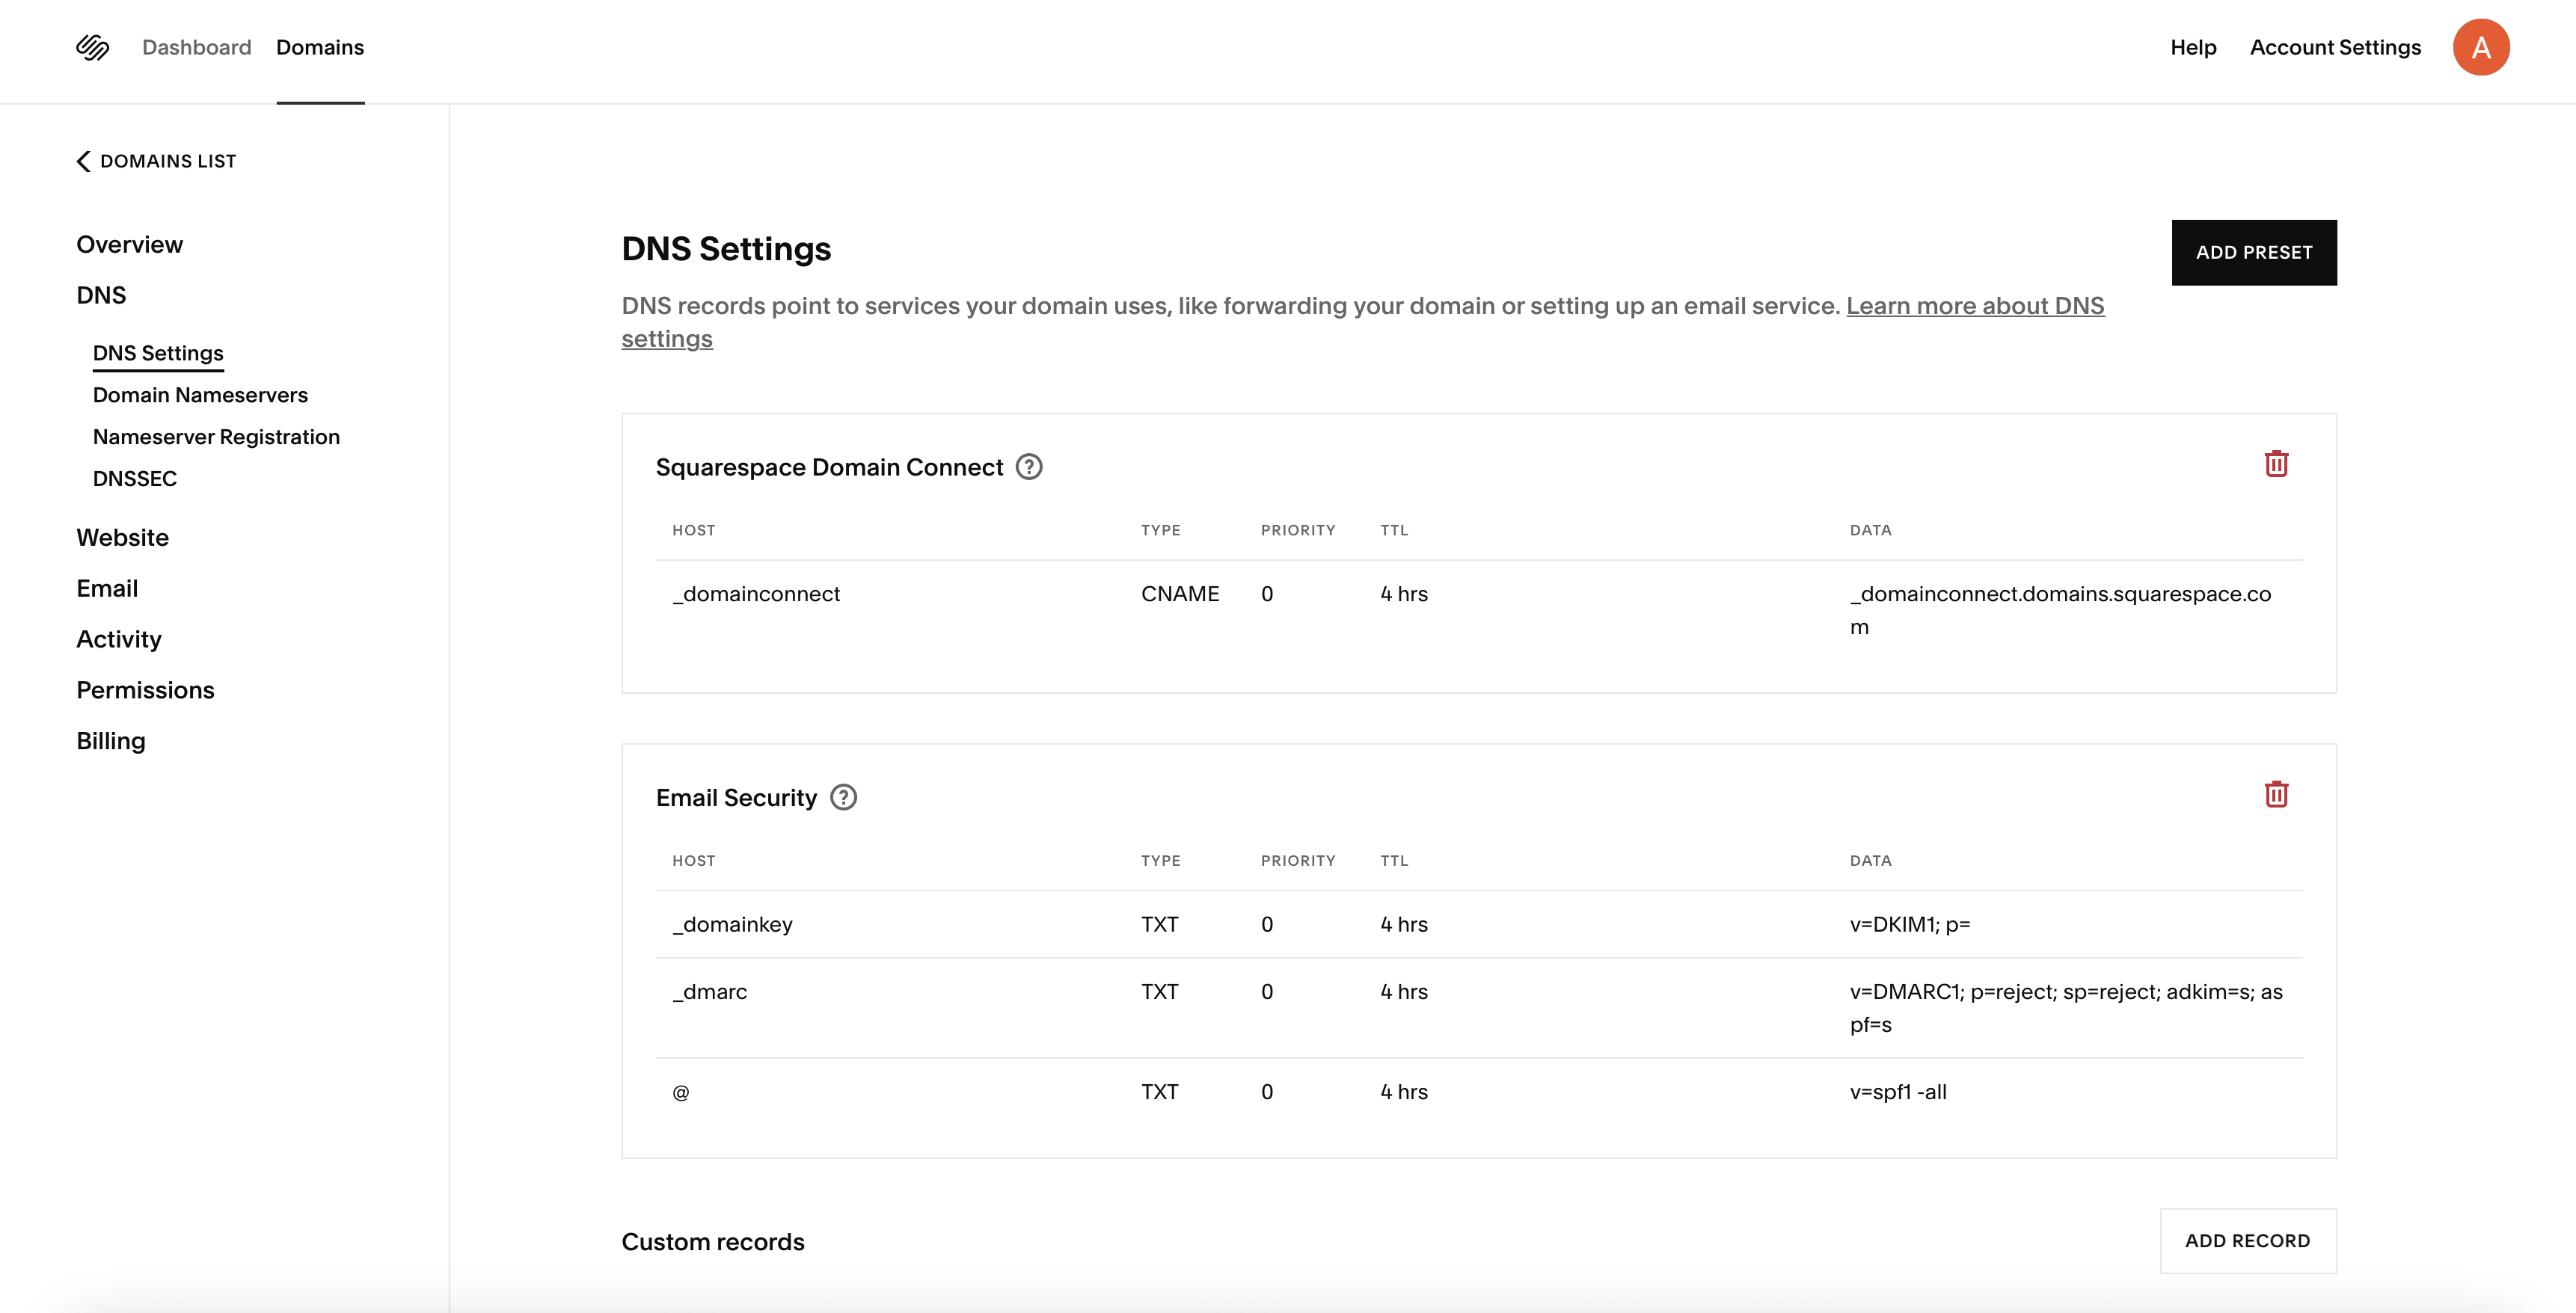 Dashboard Domains Help Account Settings A
DOMAINS LIST
Overview
DNS
DNS Settings
Domain Nameservers
Nameserver Registration
DNSSEC
Website
Email
Activity
Permissions
Billing
DNS Settings
ADD PRESET
DNS records point to services your domain uses, like forwarding your domain or setting up an email service. Learn more about DNS
settings
Squarespace Domain Connect ?
HOST TYPE PRIORITY TTL DATA
_domainconnect CNAME 0 4 hrs _domainconnect.domains.squarespace.co
m
Email Security ?
HOST TYPE PRIORITY TTL DATA
_domainkey TXT 0 4 hrs v=DKIM1; p=
_dmarc TXT 0 4 hrs v=DMARC1; p=reject; sp=reject; adkim=s; as
pf=s
@ TXT 0 4 hrs v=spf1 -all
Custom records
ADD RECORD